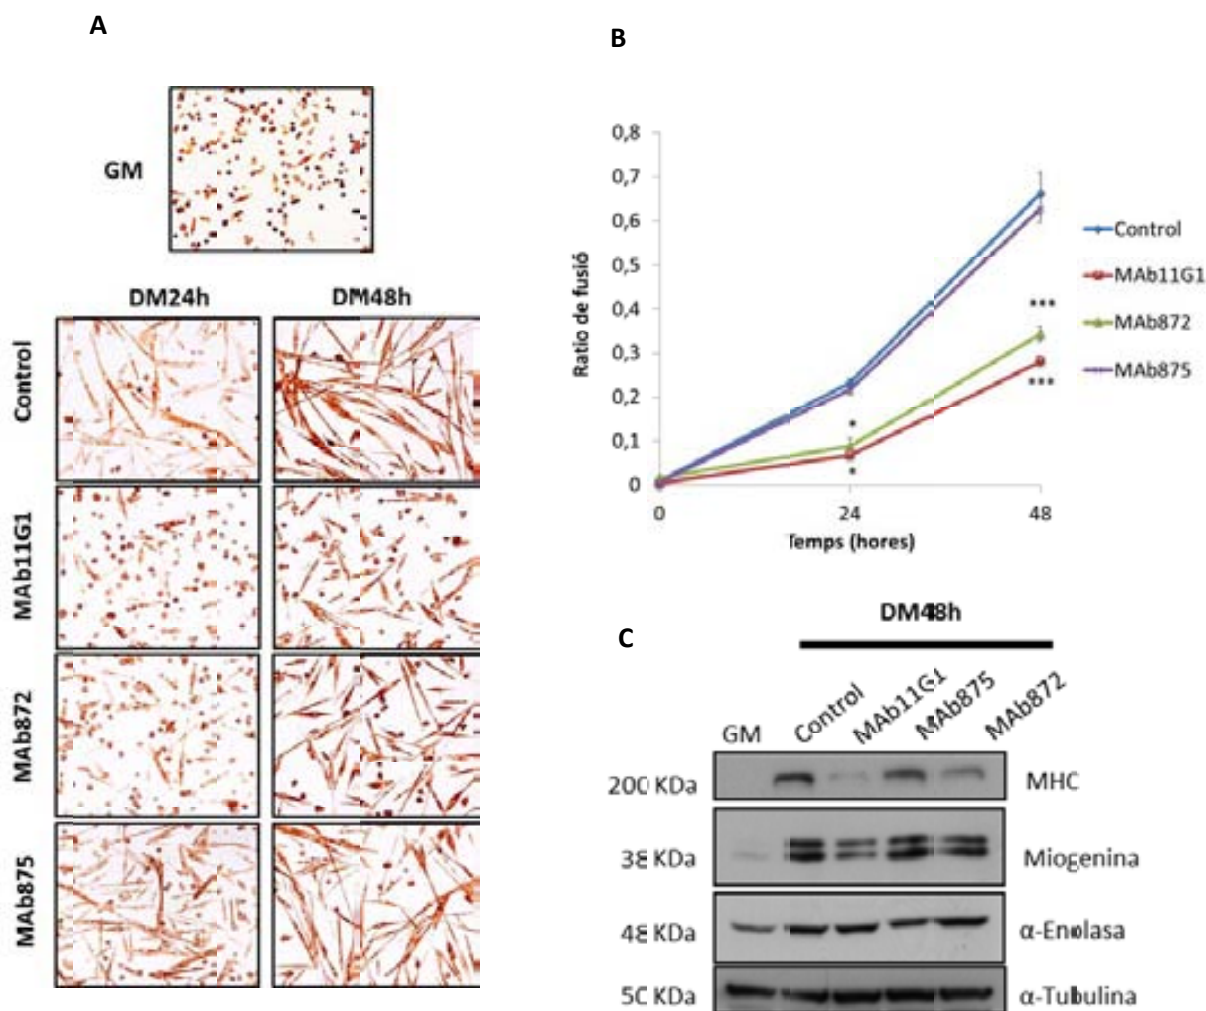 A
GM
DM24h DM48h
Control
MAb11G1
MAb872
MAb875
B
0,8
0,7
0,6
0,5
0,4
0,3
0,2
0,1
0
Ratio de fusió
0 24 48
Temps (hores)
* *
*** ***
Control
MAb11G1
MAb872
MAb875
C
DM48h
GM Control MAb11G1 MAb875 MAb872
200 KDa MHC
38 KDa Miogenina
48 KDa α-Enolasa
50 KDa α-Tubulina